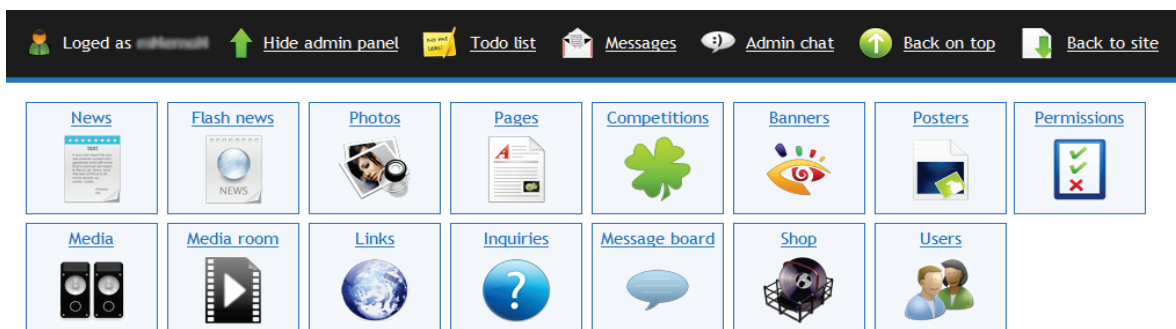 Loged as
Hide admin panel
Todo list
Messages
Admin chat
Back on top
Back to site
News
Flash news
Photos
Pages
Competitions
Banners
Posters
Permissions
TEXT
NEWS
A
Media
Media room
Links
Inquiries
Message board
Shop
Users
?